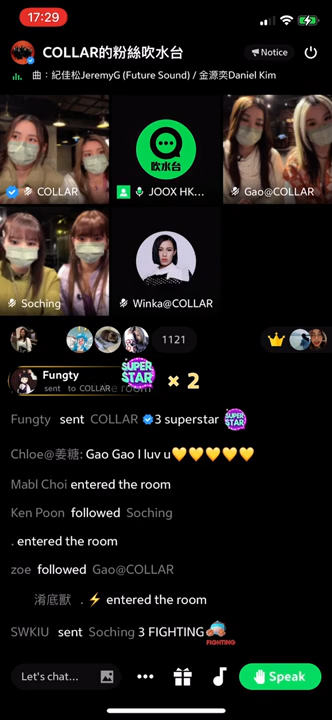 17:29
COLLAR的粉絲吹水台
Notice
曲：紀佳松JeremyG (Future Sound) / 金源奕Daniel Kim
COLLAR
吹水台
JOOX HK...
Gao@COLLAR
Soching
Winka@COLLAR
1121
Fungty
sent to COLLAR
SUPER STAR
× 2
Fungty sent COLLAR 3 superstar
Chloe@姜糖: Gao Gao I luv u💛💛💛💛💛
Mabl Choi entered the room
Ken Poon followed Soching
. entered the room
zoe followed Gao@COLLAR
淆底獸 . ⚡ entered the room
SWKIU sent Soching 3 FIGHTING
FIGHTING
Let's chat...
Speak